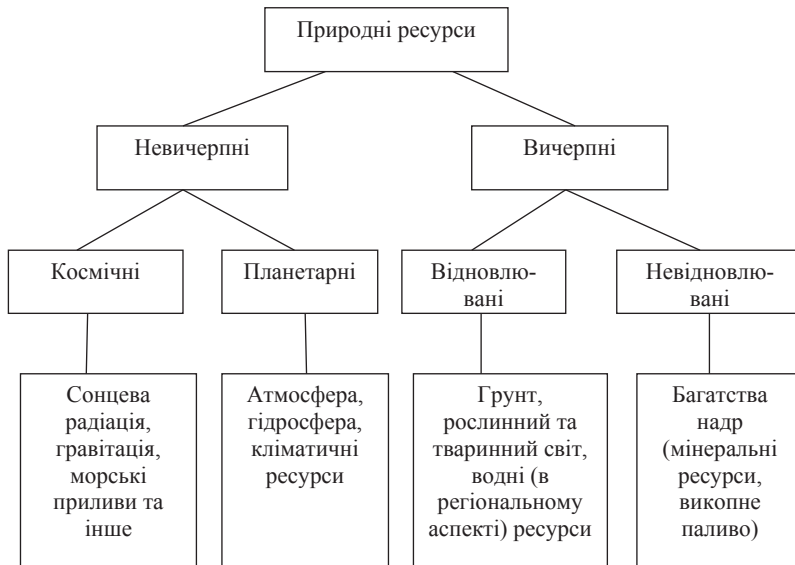 Природні ресурси
Невичерпні
Вичерпні
Космічні
Планетарні
Відновлю-
вані
Невідновлю-
вані
Сонцева
радіація,
гравітація,
морські
приливи та
інше
Атмосфера,
гідросфера,
кліматичні
ресурси
Грунт,
рослинний та
тваринний світ,
водні (в
регіональному
аспекті) ресурси
Багатства
надр
(мінеральні
ресурси,
викопне
паливо)